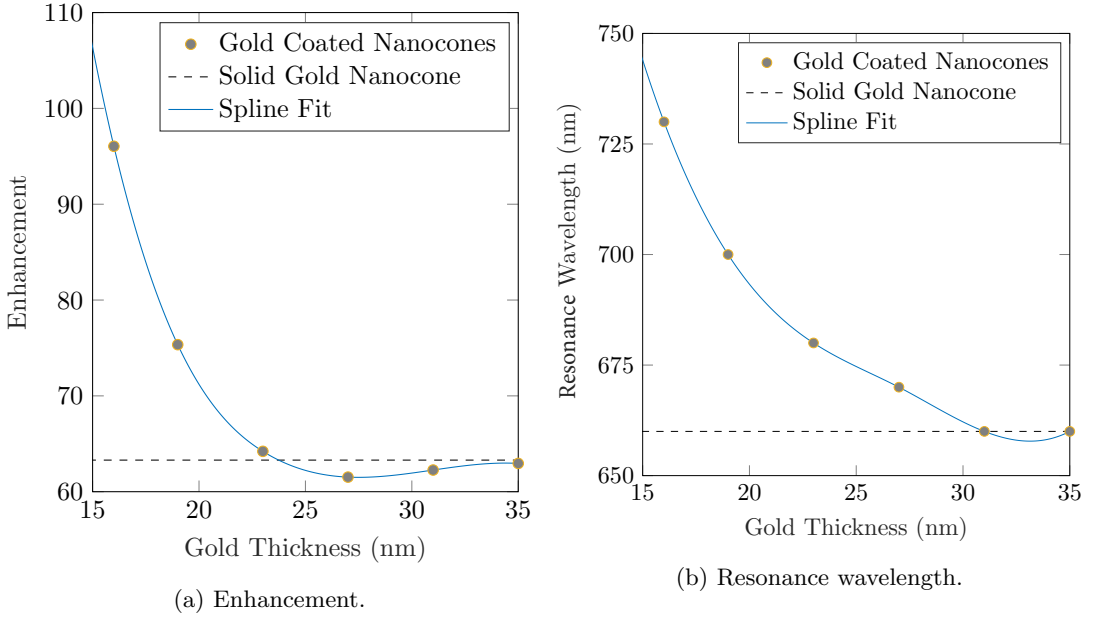 110
100
90
80
70
60
Enhancement
Gold Coated Nanocones
Solid Gold Nanocone
Spline Fit
15
20
25
30
35
Gold Thickness (nm)
(a) Enhancement.
750
725
700
675
650
Resonance Wavelength (nm)
Gold Coated Nanocones
Solid Gold Nanocone
Spline Fit
15
20
25
30
35
Gold Thickness (nm)
(b) Resonance wavelength.